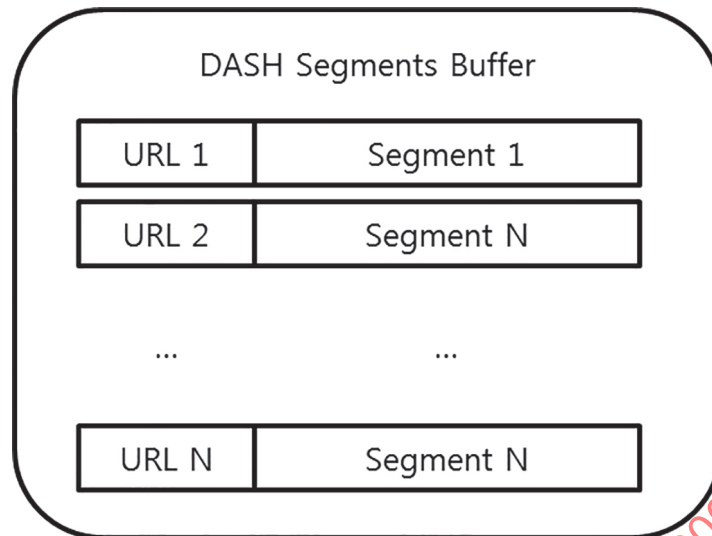 DASH Segments Buffer
URL 1 Segment 1
URL 2 Segment N
... ...
URL N Segment N